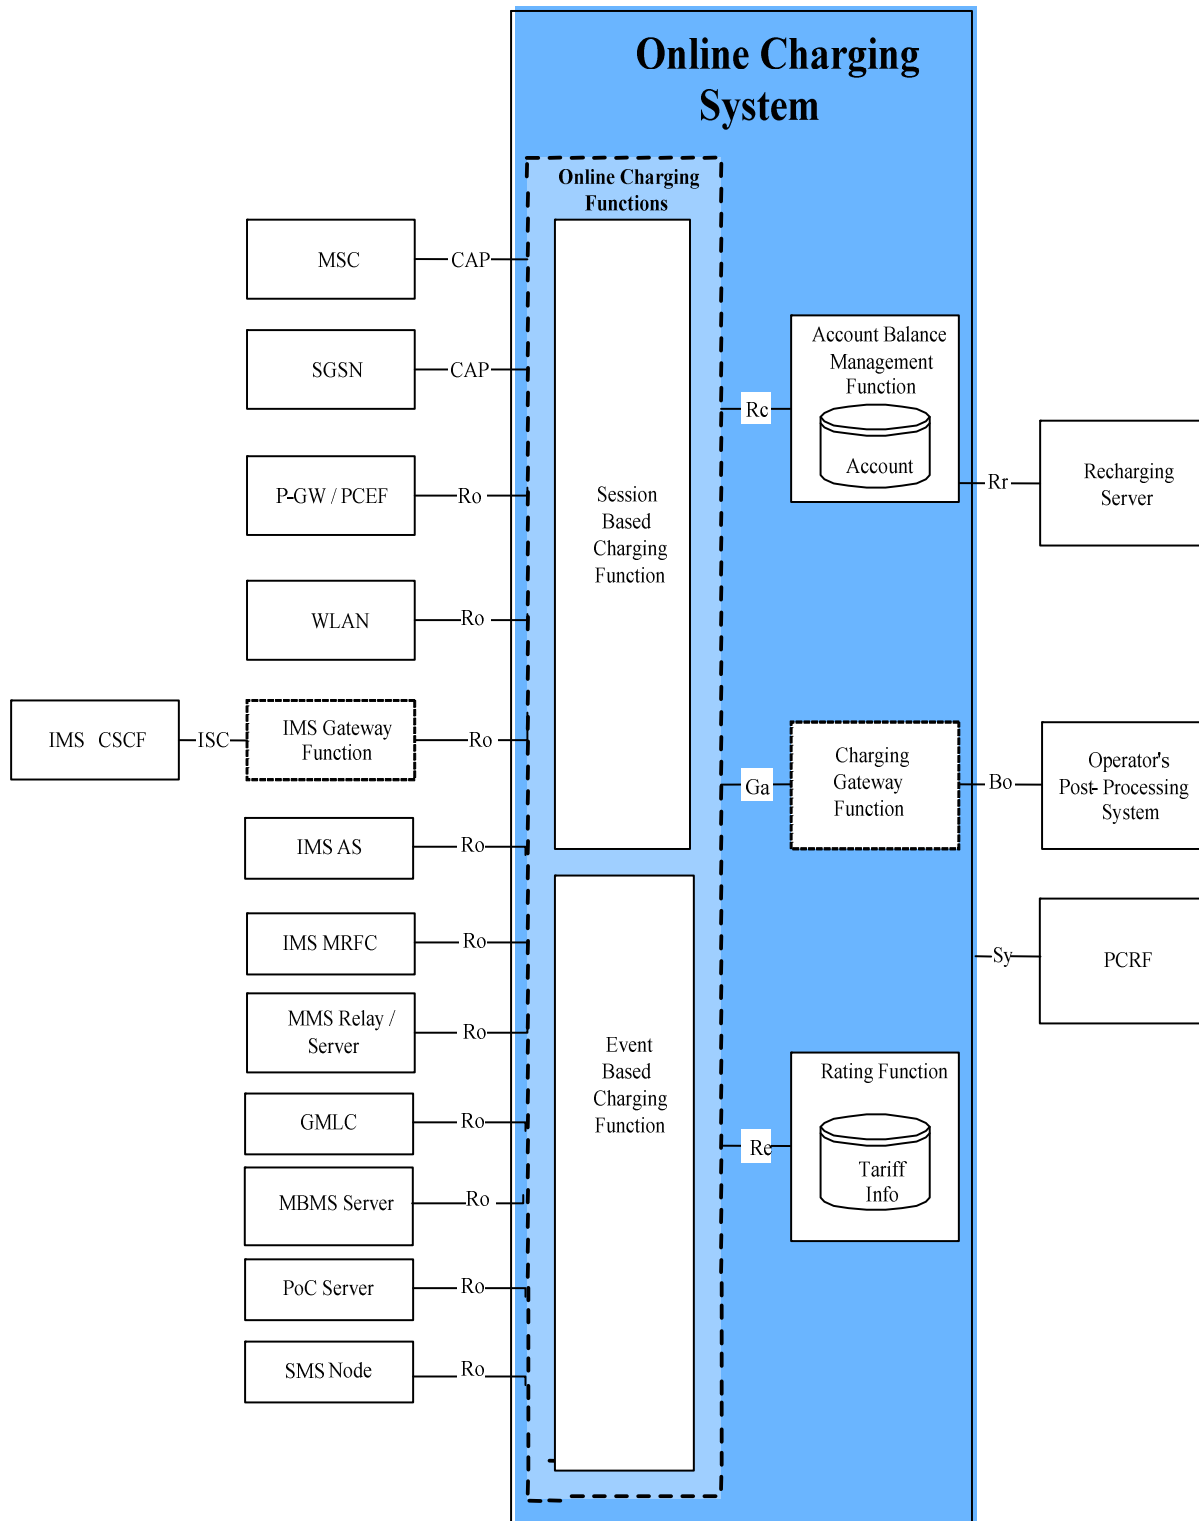 Online Charging
System
Online Charging
Functions
MSC
CAP
SGSN
CAP
P-GW / PCEF
Ro
WLAN
Ro
IMS CSCF
ISC
IMS Gateway
Function
Ro
IMS AS
Ro
IMS MRFC
Ro
MMS Relay /
Server
Ro
GMLC
Ro
MBMS Server
Ro
PoC Server
Ro
SMS Node
Ro
Session
Based
Charging
Function
Event
Based
Charging
Function
Rc
Account Balance
Management
Function
Account
Rr
Recharging
Server
Ga
Charging
Gateway
Function
Bo
Operator's
Post- Processing
System
Sy
PCRF
Re
Rating Function
Tariff
Info